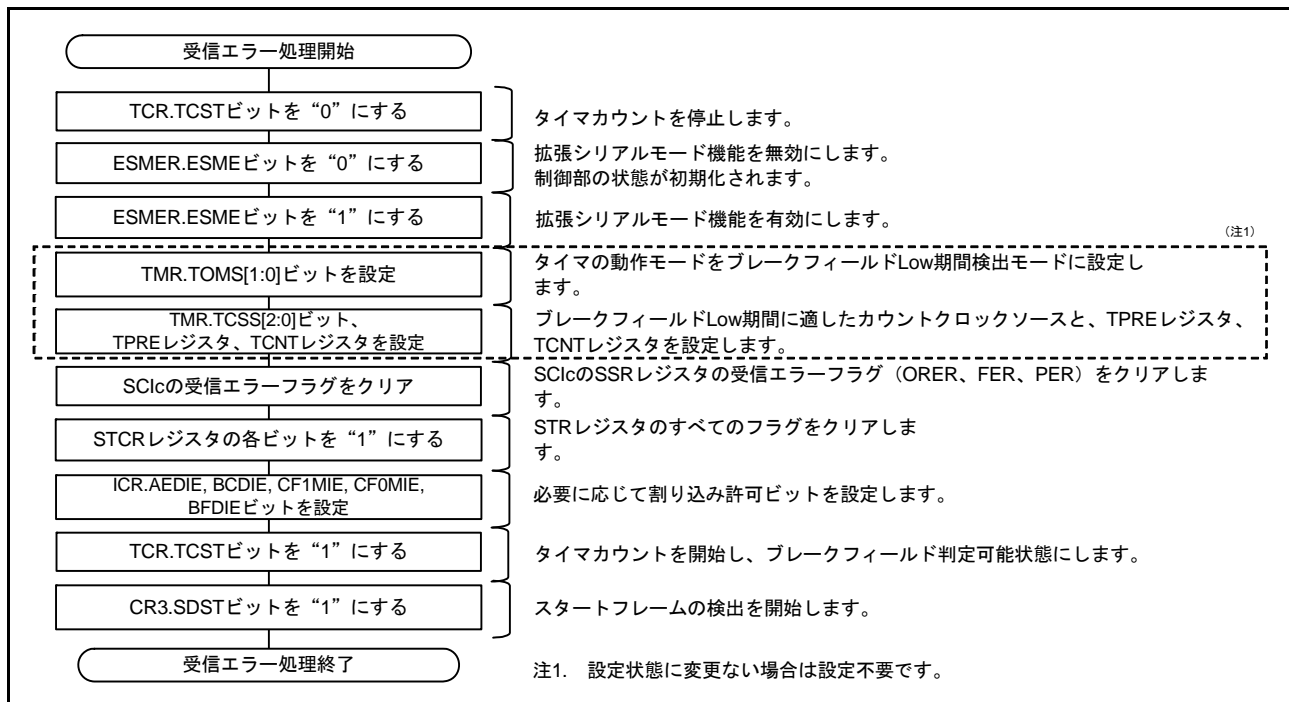 受信エラー処理開始
TCR.TCSTビットを“0”にする
タイマカウントを停止します。
ESMER.ESMEビットを“0”にする
拡張シリアルモード機能を無効にします。
制御部の状態が初期化されます。
ESMER.ESMEビットを“1”にする
拡張シリアルモード機能を有効にします。
（注1）
TMR.TOMS[1:0]ビットを設定
タイマの動作モードをブレークフィールドLow期間検出モードに設定し
ます。
TMR.TCSS[2:0]ビット、
TPREレジスタ、TCNTレジスタを設定
ブレークフィールドLow期間に適したカウントクロックソースと、TPREレジスタ、
TCNTレジスタを設定します。
SCIcの受信エラーフラグをクリア
SCIcのSSRレジスタの受信エラーフラグ（ORER、FER、PER）をクリアしま
す。
STCRレジスタの各ビットを“1”にする
STRレジスタのすべてのフラグをクリアしま
す。
ICR.AEDIE, BCDIE, CF1MIE, CF0MIE,
BFDIEビットを設定
必要に応じて割り込み許可ビットを設定します。
TCR.TCSTビットを“1”にする
タイマカウントを開始し、ブレークフィールド判定可能状態にします。
CR3.SDSTビットを“1”にする
スタートフレームの検出を開始します。
受信エラー処理終了
注1. 設定状態に変更ない場合は設定不要です。